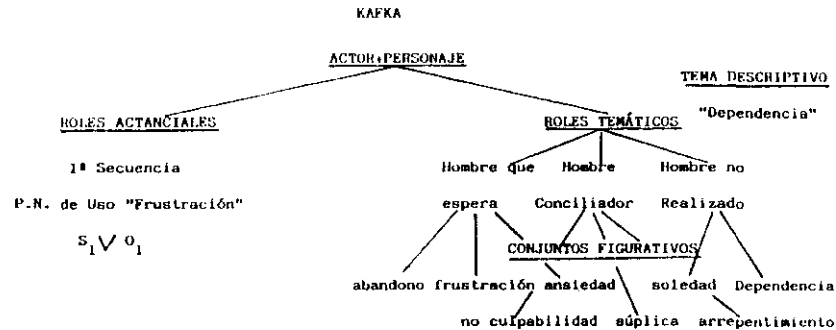 KAFKA
ACTOR+PERSONAJE
TEMA DESCRIPTIVO
"Dependencia"
ROLES ACTANCIALES
ROLES TEMÁTICOS
1ª Secuencia
Hombre que Hombre Hombre no
P.N. de Uso "Frustración"
espera Conciliador Realizado
S1 V O1
CONJUNTOS FIGURATIVOS
abandono frustración ansiedad soledad Dependencia
no culpabilidad súplica arrepentimiento